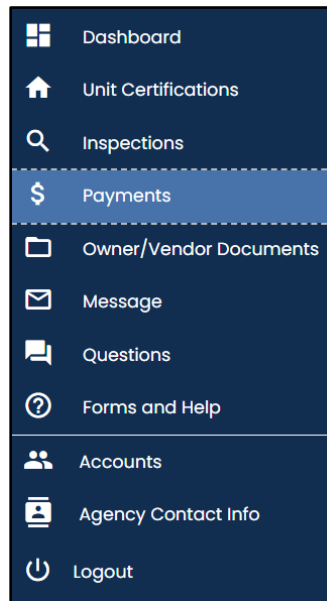 Dashboard
Unit Certifications
Inspections
Payments
Owner/Vendor Documents
Message
Questions
Forms and Help
Accounts
Agency Contact Info
Logout